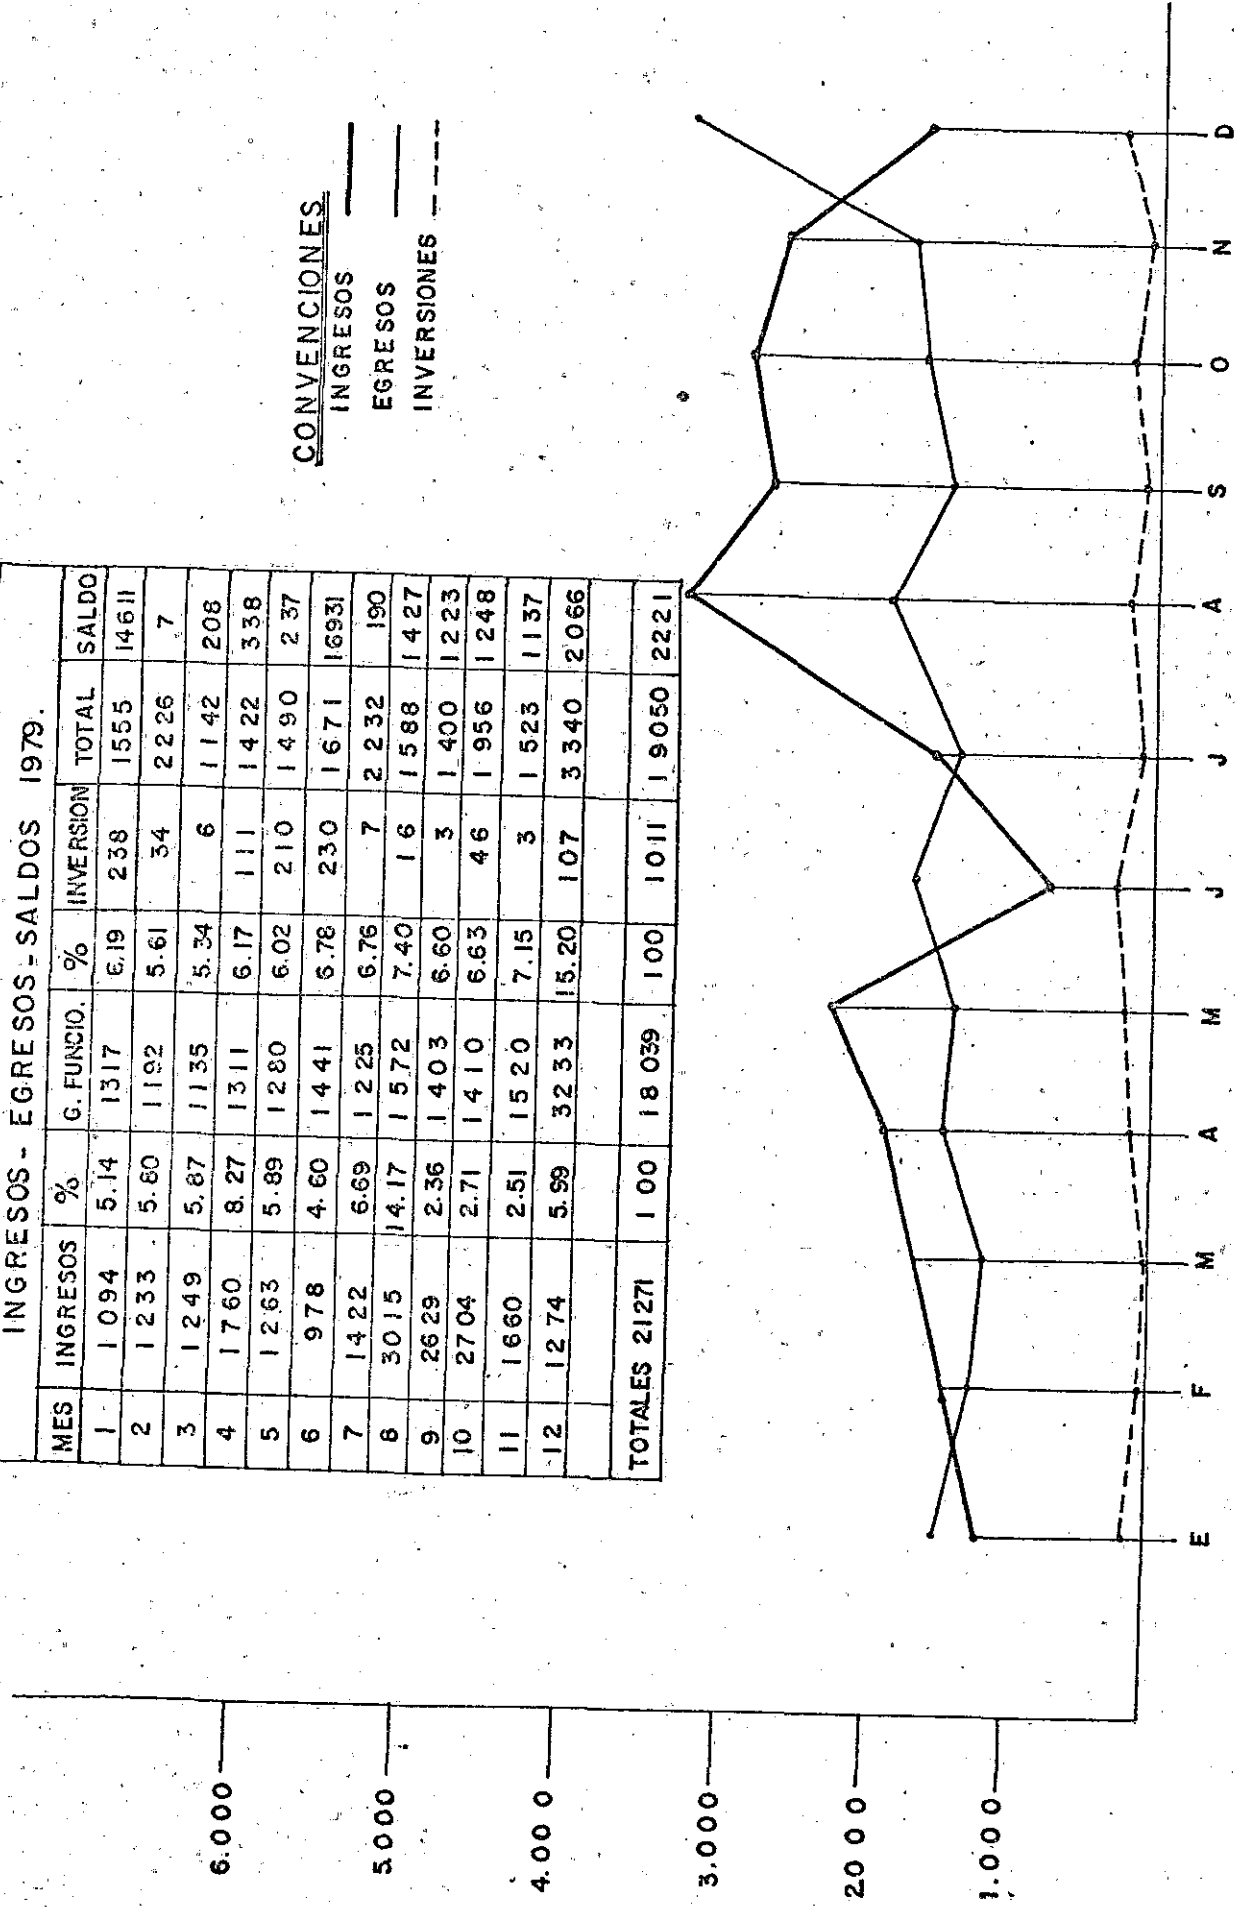 INGRESOS - EGRESOS - SALDOS 1979.
MES INGRESOS % G. FUNCIO. % INVERSION TOTAL SALDO
1 1094 5.14 1317 6.19 238 1555 14611
2 1233 5.80 1192 5.61 34 2226 7
3 1249 5.87 1135 5.34 6 1142 208
4 1760 8.27 1311 6.17 111 1422 338
5 1263 5.89 1280 6.02 210 1490 237
6 978 4.60 1441 6.78 230 1671 16931
7 1422 6.69 1225 6.76 7 2232 190
8 3015 14.17 1572 7.40 16 1588 1427
9 2629 2.36 1403 6.60 3 1400 1223
10 2704 2.71 1410 6.63 46 1956 1248
11 1660 2.51 1520 7.15 3 1523 1137
12 1274 5.99 3233 15.20 107 3340 2066
TOTALES 21271 100 18039 100 1011 19050 2221
CONVENCIONES
INGRESOS
EGRESOS
INVERSIONES
6.000
5.000
4.000
3.000
2000
1.000
E F M A M J J A S O N D